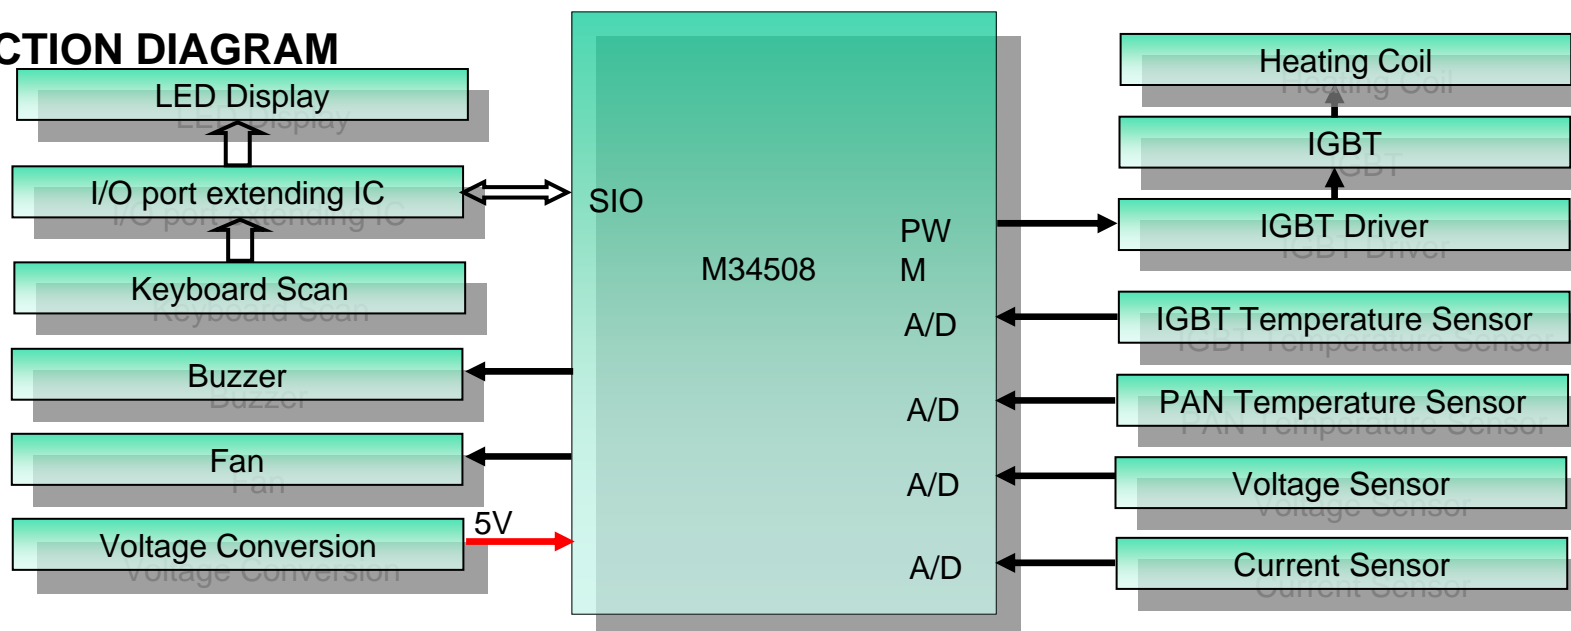 CTION DIAGRAM
LED Display
I/O port extending IC
Keyboard Scan
Buzzer
Fan
Voltage Conversion
5V
SIO
M34508
PW
M
A/D
A/D
A/D
A/D
Heating Coil
IGBT
IGBT Driver
IGBT Temperature Sensor
PAN Temperature Sensor
Voltage Sensor
Current Sensor